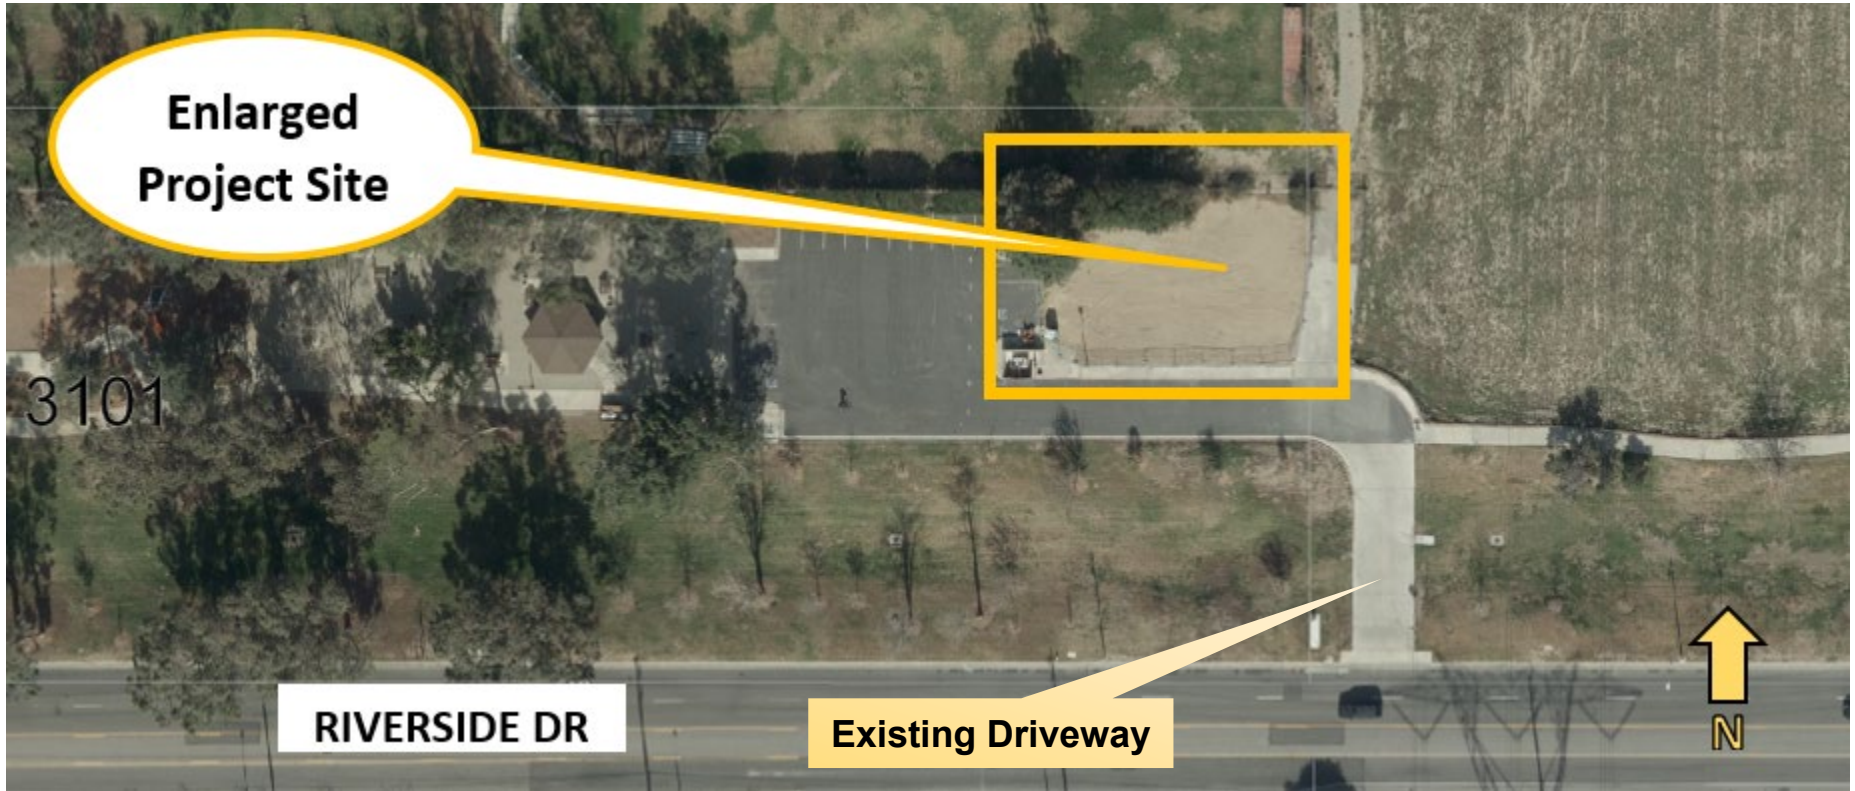 Enlarged
Project Site
3101
RIVERSIDE DR
Existing Driveway
N